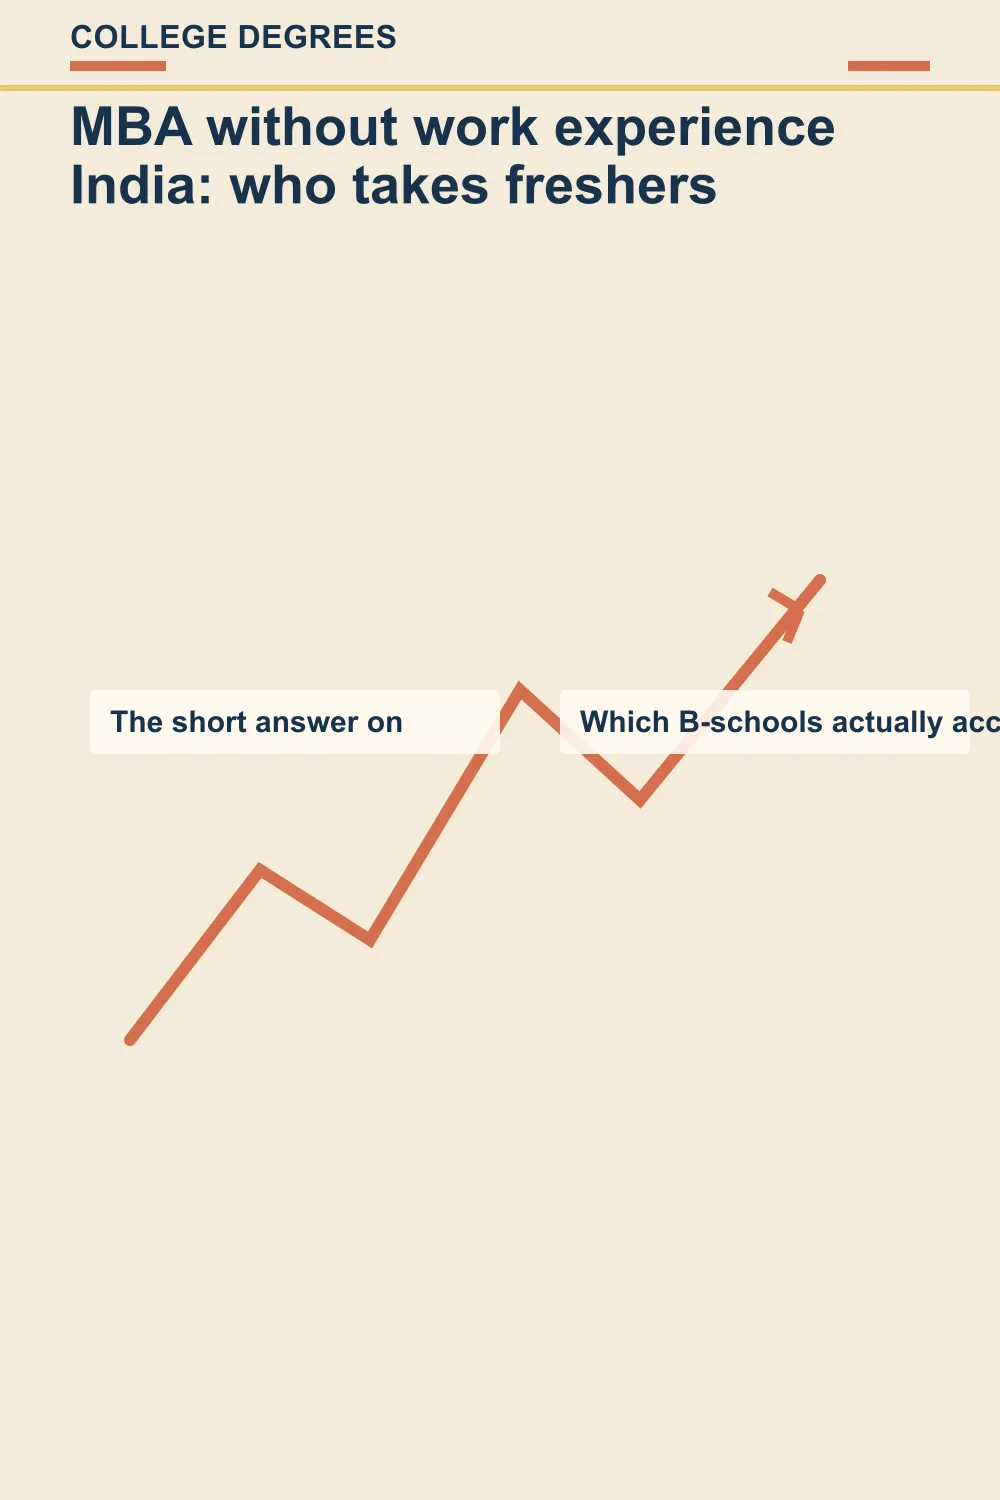 COLLEGE DEGREES
MBA without work experience
India: who takes freshers
The short answer on
Which B-schools actually acc